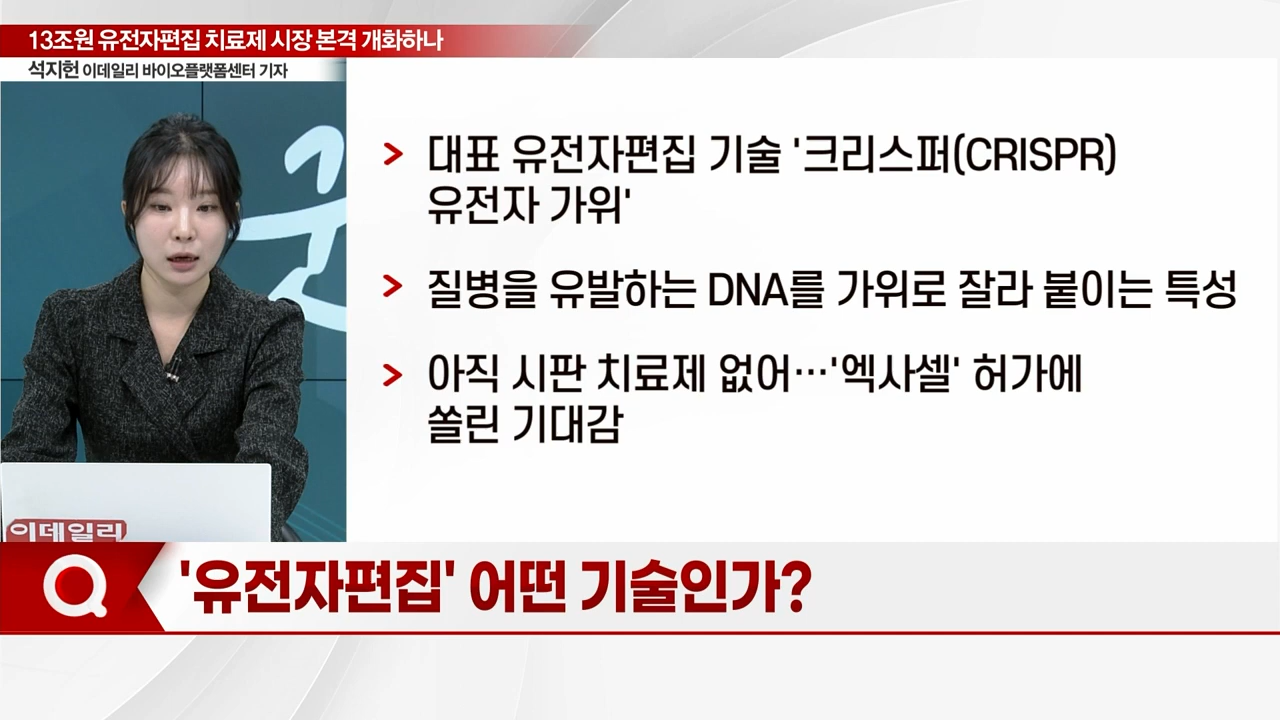 13조원 유전자편집 치료제 시장 본격 개화하나
석지헌 이데일리 바이오플랫폼센터 기자
> 대표 유전자편집 기술 '크리스퍼(CRISPR)
유전자 가위'
> 질병을 유발하는 DNA를 가위로 잘라 붙이는 특성
> 아직 시판 치료제 없어…'엑사셀' 허가에
쏠린 기대감
이데일리
Q '유전자편집' 어떤 기술인가?